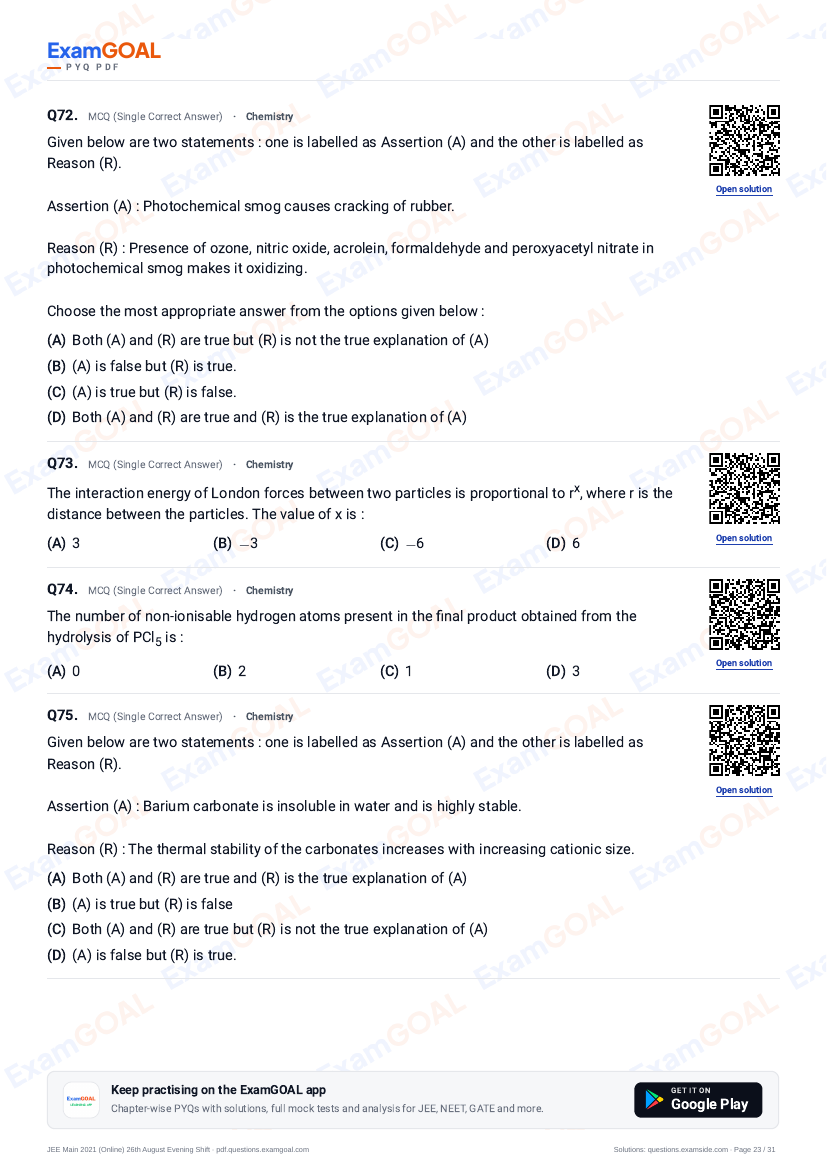 ExamGOAL
PYQ PDF
Q72. MCQ (Single Correct Answer) · Chemistry
Given below are two statements : one is labelled as Assertion (A) and the other is labelled as
Reason (R).
Open solution
Assertion (A) : Photochemical smog causes cracking of rubber.
Reason (R) : Presence of ozone, nitric oxide, acrolein, formaldehyde and peroxyacetyl nitrate in
photochemical smog makes it oxidizing.
Choose the most appropriate answer from the options given below :
(A) Both (A) and (R) are true but (R) is not the true explanation of (A)
(B) (A) is false but (R) is true.
(C) (A) is true but (R) is false.
(D) Both (A) and (R) are true and (R) is the true explanation of (A)
Q73. MCQ (Single Correct Answer) · Chemistry
The interaction energy of London forces between two particles is proportional to r^x, where r is the
distance between the particles. The value of x is :
Open solution
(A) 3 (B) −3 (C) −6 (D) 6
Q74. MCQ (Single Correct Answer) · Chemistry
The number of non-ionisable hydrogen atoms present in the final product obtained from the
hydrolysis of PCl5 is :
Open solution
(A) 0 (B) 2 (C) 1 (D) 3
Q75. MCQ (Single Correct Answer) · Chemistry
Given below are two statements : one is labelled as Assertion (A) and the other is labelled as
Reason (R).
Open solution
Assertion (A) : Barium carbonate is insoluble in water and is highly stable.
Reason (R) : The thermal stability of the carbonates increases with increasing cationic size.
(A) Both (A) and (R) are true and (R) is the true explanation of (A)
(B) (A) is true but (R) is false
(C) Both (A) and (R) are true but (R) is not the true explanation of (A)
(D) (A) is false but (R) is true.
Keep practising on the ExamGOAL app
Chapter-wise PYQs with solutions, full mock tests and analysis for JEE, NEET, GATE and more.
GET IT ON
Google Play
JEE Main 2021 (Online) 26th August Evening Shift · pdf.questions.examgoal.com
Solutions: questions.examside.com · Page 23 / 31